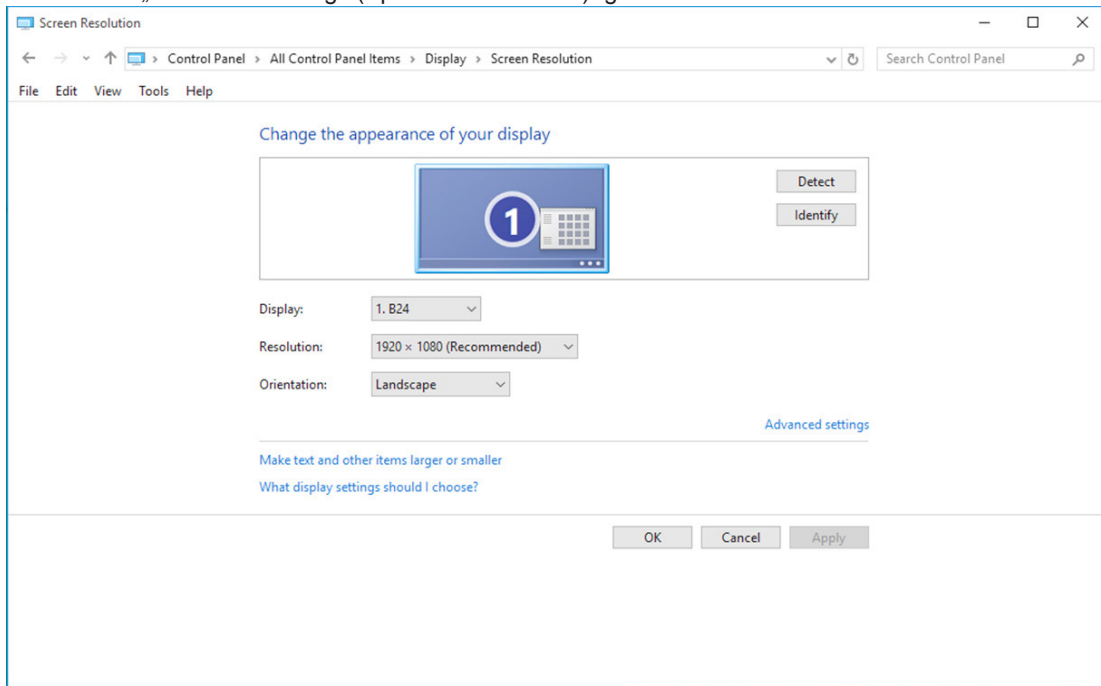 Screen Resolution
Control Panel > All Control Panel Items > Display > Screen Resolution
Search Control Panel
File Edit View Tools Help
Change the appearance of your display
1
Detect
Identify
Display: 1. B24
Resolution: 1920 × 1080 (Recommended)
Orientation: Landscape
Advanced settings
Make text and other items larger or smaller
What display settings should I choose?
OK Cancel Apply